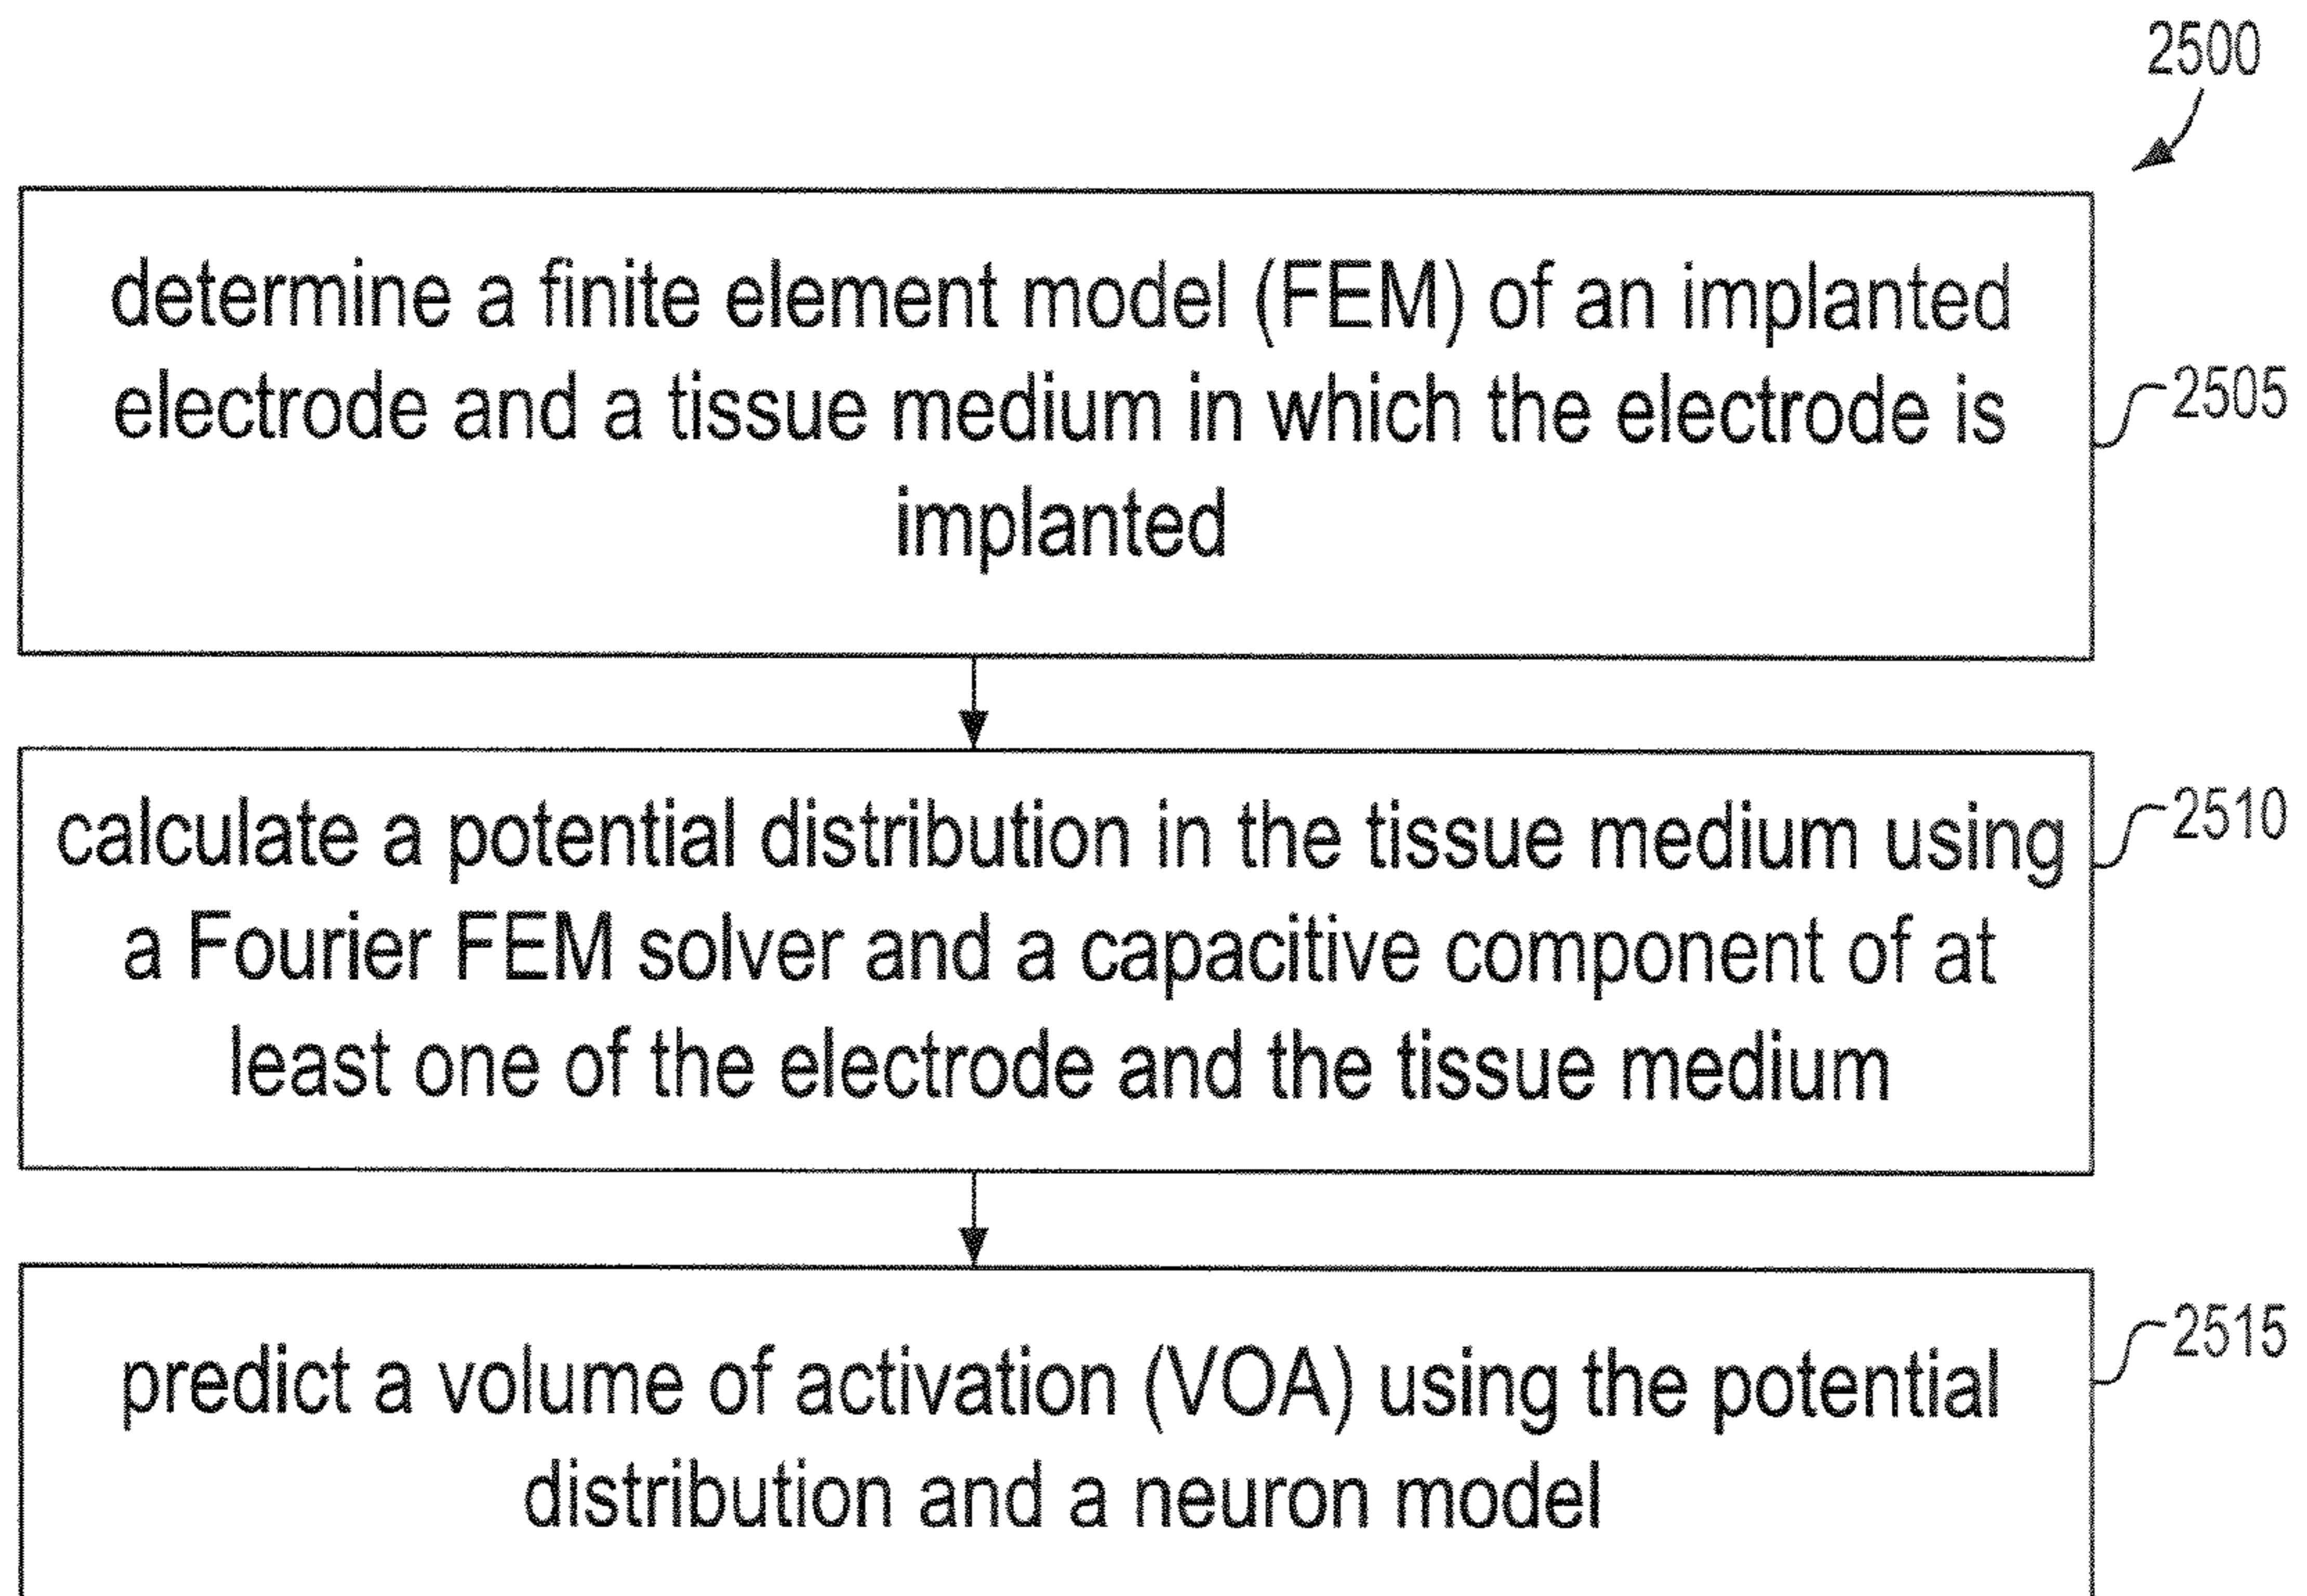 2500
determine a finite element model (FEM) of an implanted
electrode and a tissue medium in which the electrode is
implanted
2505
calculate a potential distribution in the tissue medium using
a Fourier FEM solver and a capacitive component of at
least one of the electrode and the tissue medium
2510
predict a volume of activation (VOA) using the potential
distribution and a neuron model
2515